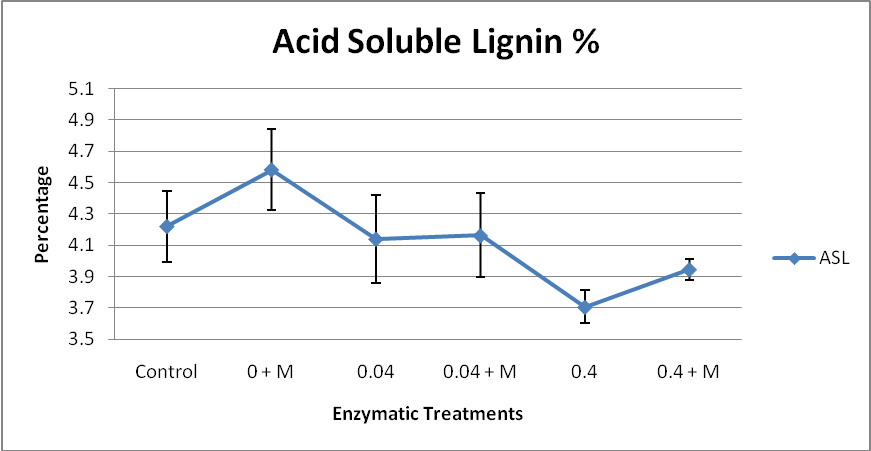 Acid Soluble Lignin %
5.1
4.9
4.7
4.5
4.3
4.1
3.9
3.7
3.5
Percentage
Control 0 + M 0.04 0.04 + M 0.4 0.4 + M
Enzymatic Treatments
ASL